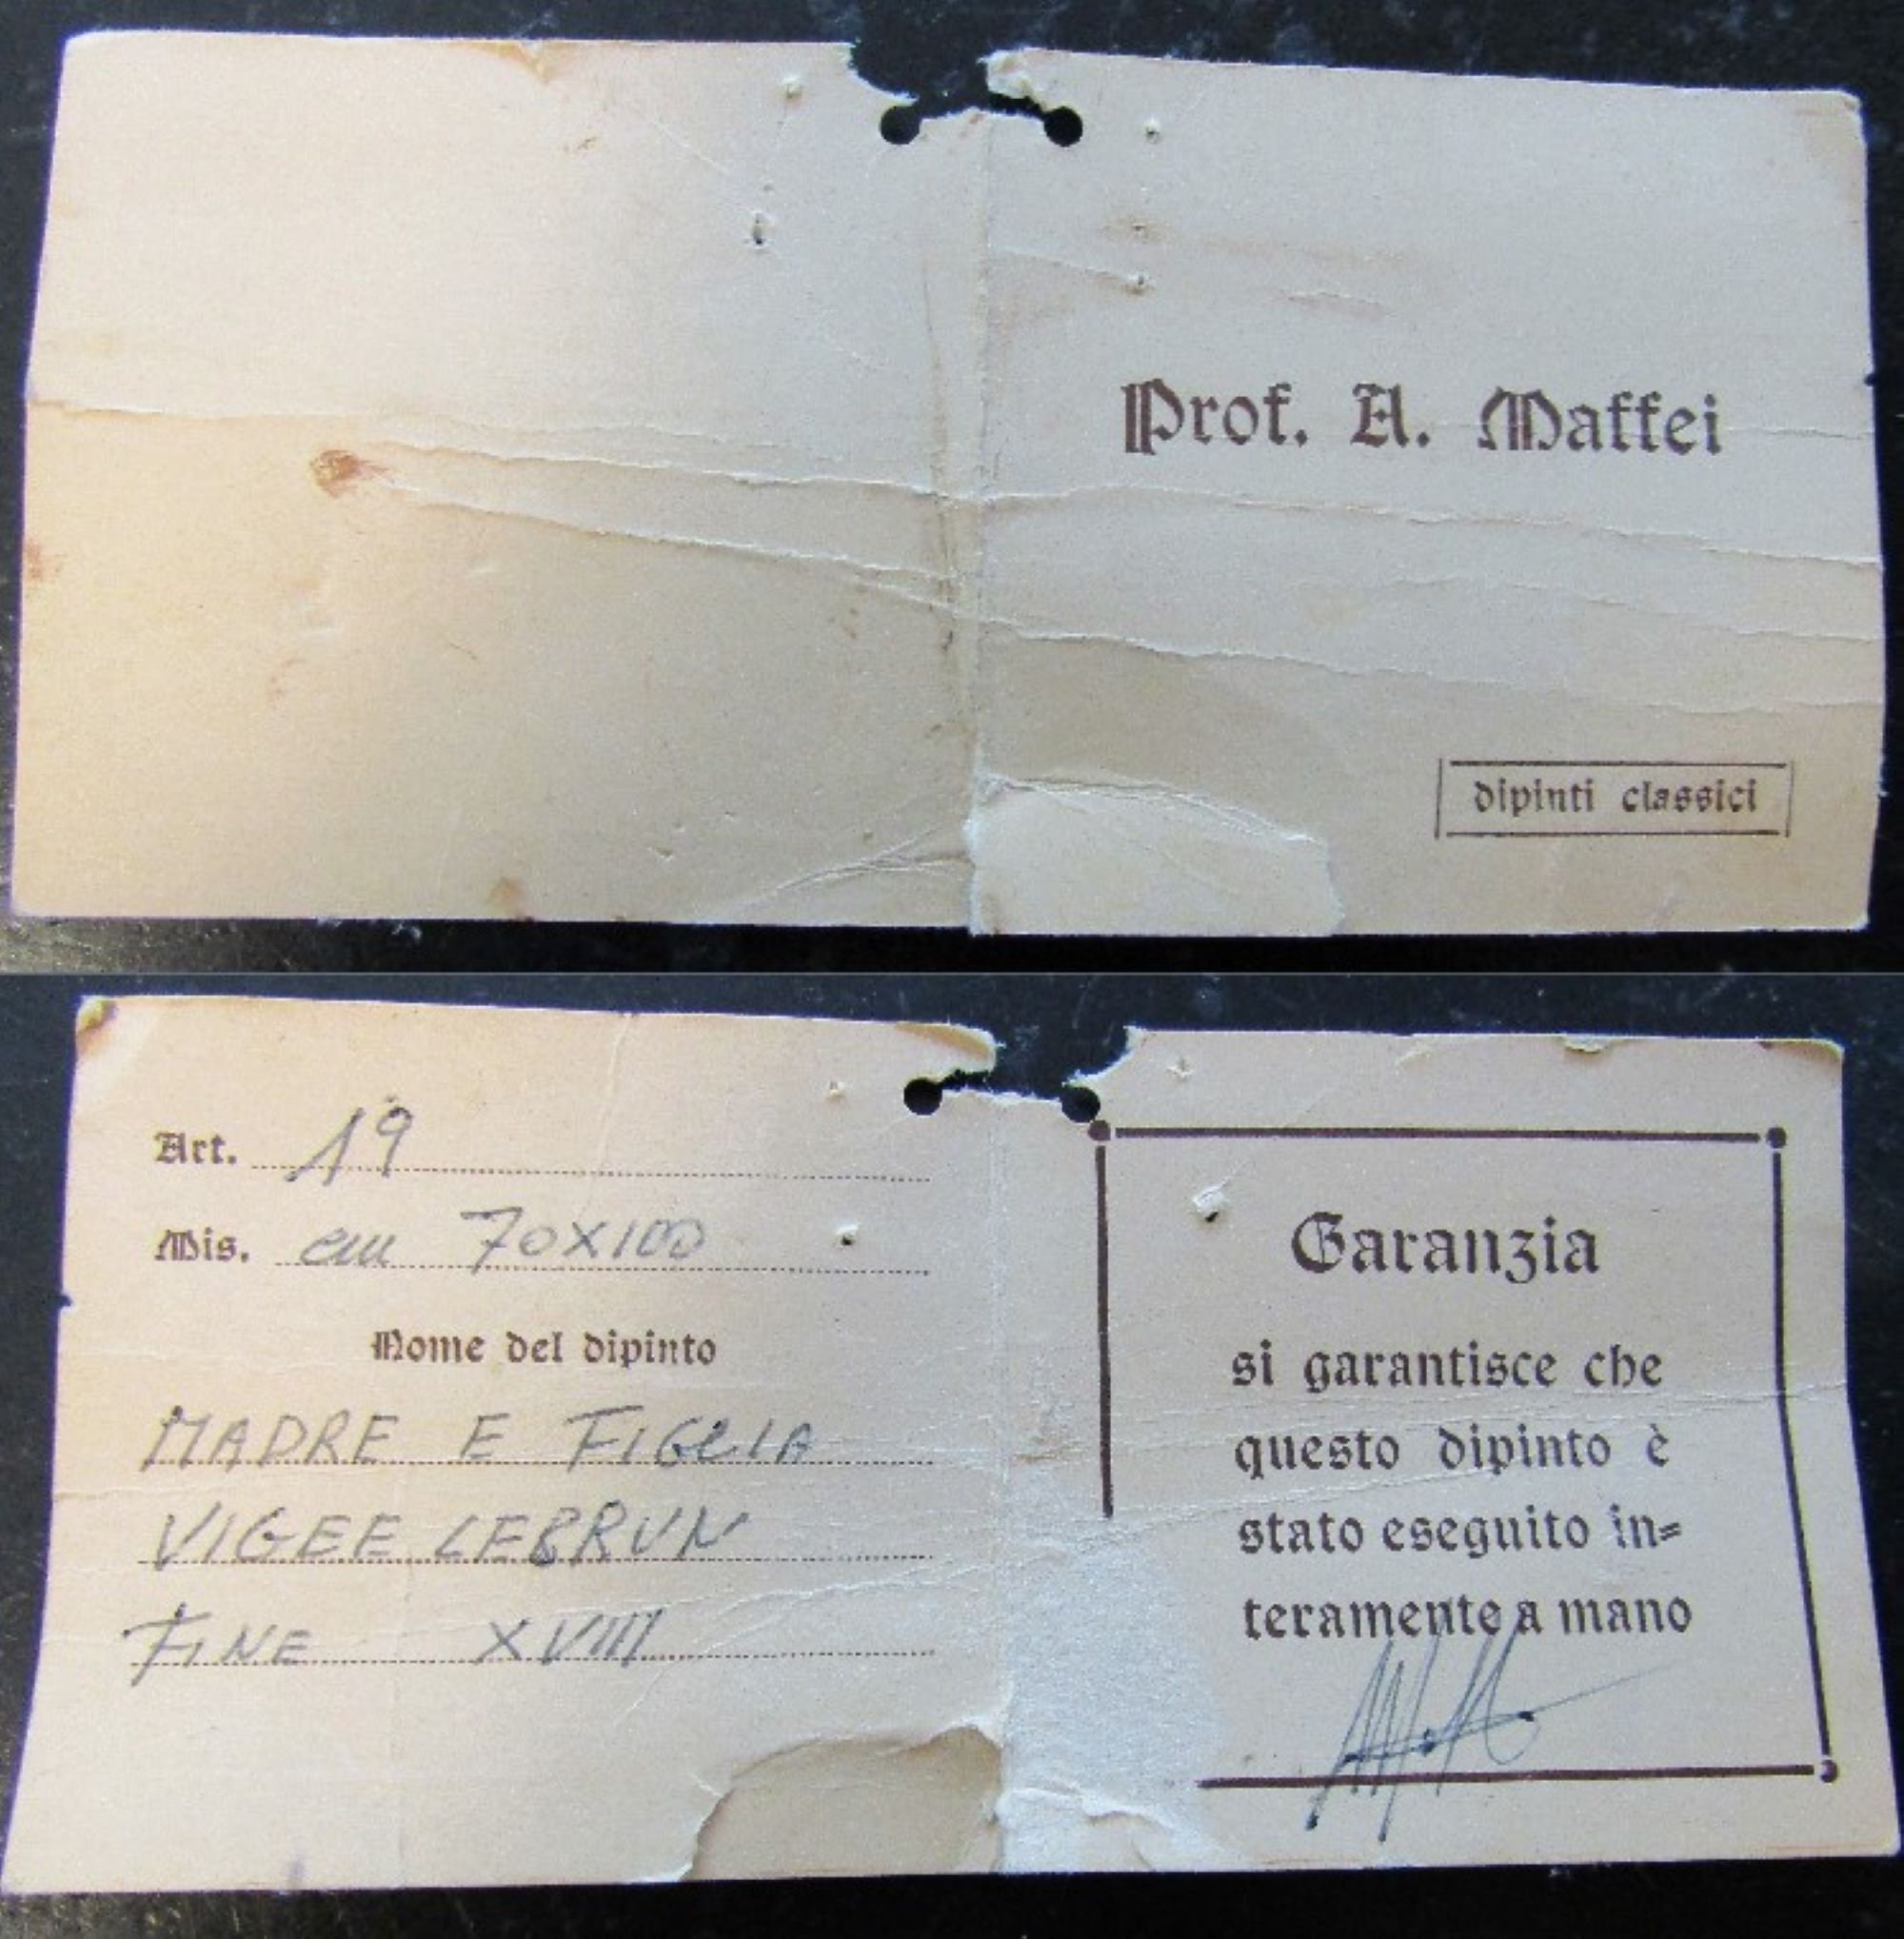 Prof. A. Maffei
dipinti classici
Art. 19
Mis. cm 70X100
Nome del dipinto
MADRE E FIGLIA
VIGEE LEBRUN
FINE XVIII
Garanzia
si garantisce che
questo dipinto è
stato eseguito in=
teramente a mano